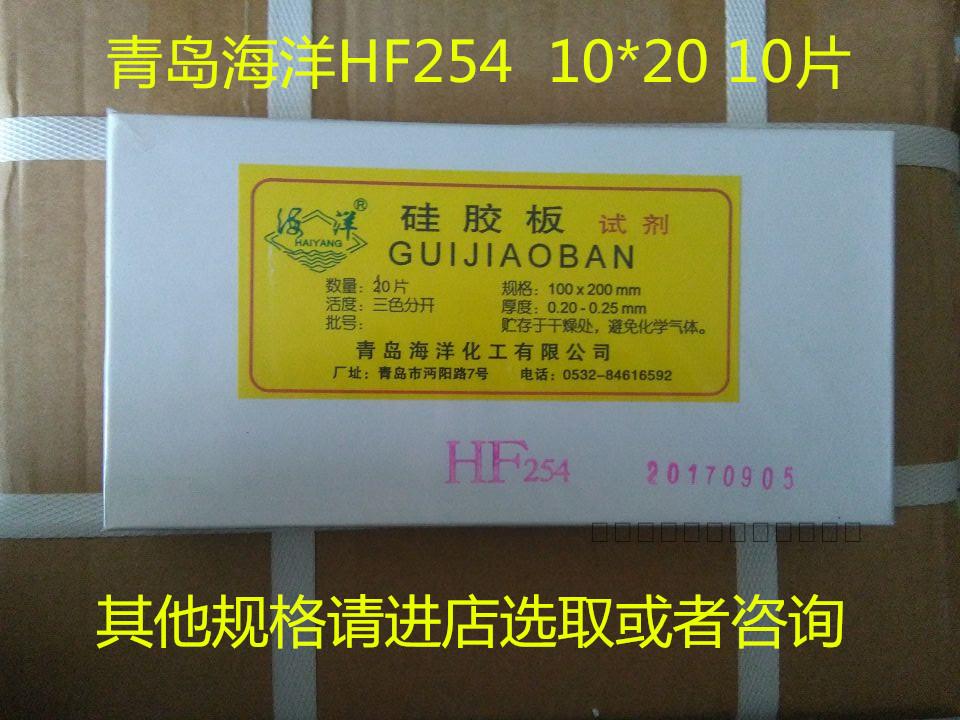 青岛海洋HF254 10*20 10片
海洋®
HAIYANG
硅胶板 试剂
GUIJIAOBAN
数量：20片
规格：100 x 200 mm
活度：三色分开
厚度：0.20 - 0.25 mm
批号：
贮存于干燥处，避免化学气体。
青岛海洋化工有限公司
厂址：青岛市沔阳路7号 电话：0532-84616592
HF254 20170905
其他规格请进店选取或者咨询